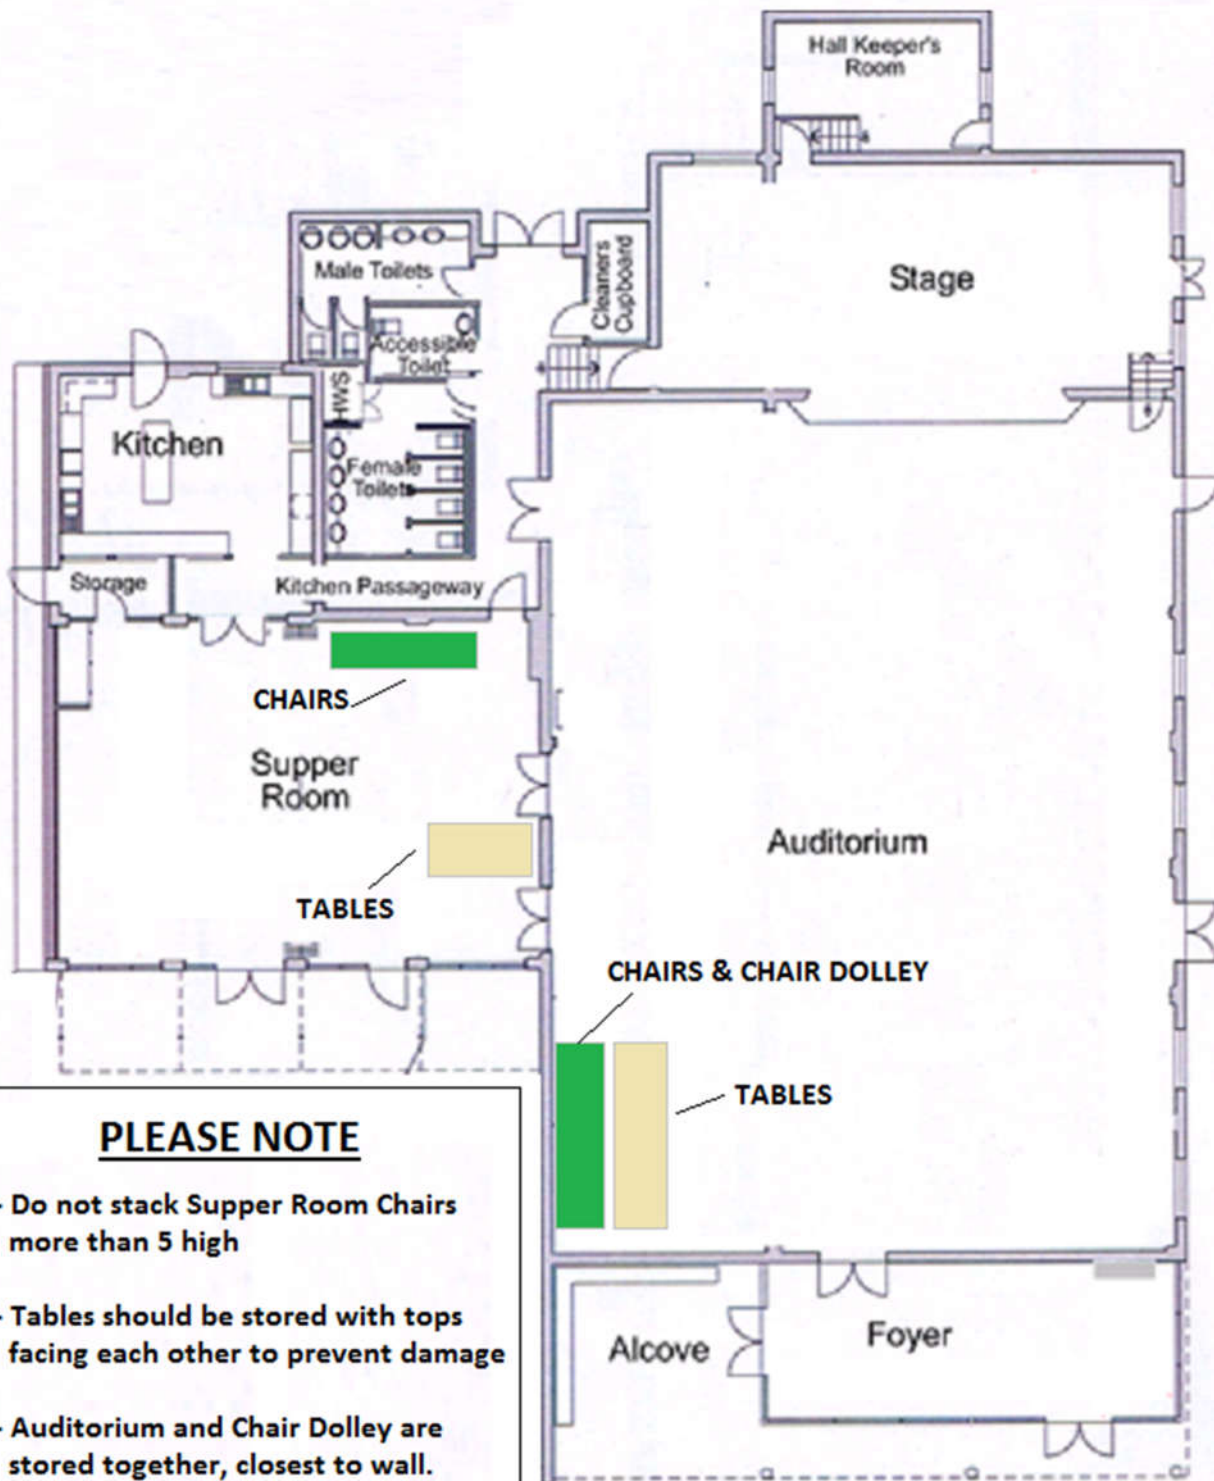 Hall Keeper's
Room
Stage
Male Toilets
Cleaners
Cupboard
Accessible
Toilet
HWS
Kitchen
Female
Toilets
Storage
Kitchen Passageway
CHAIRS
Supper
Room
Auditorium
TABLES
CHAIRS & CHAIR DOLLEY
TABLES
PLEASE NOTE
- Do not stack Supper Room Chairs
more than 5 high
- Tables should be stored with tops
facing each other to prevent damage
- Auditorium and Chair Dolley are
stored together, closest to wall.
Alcove
Foyer